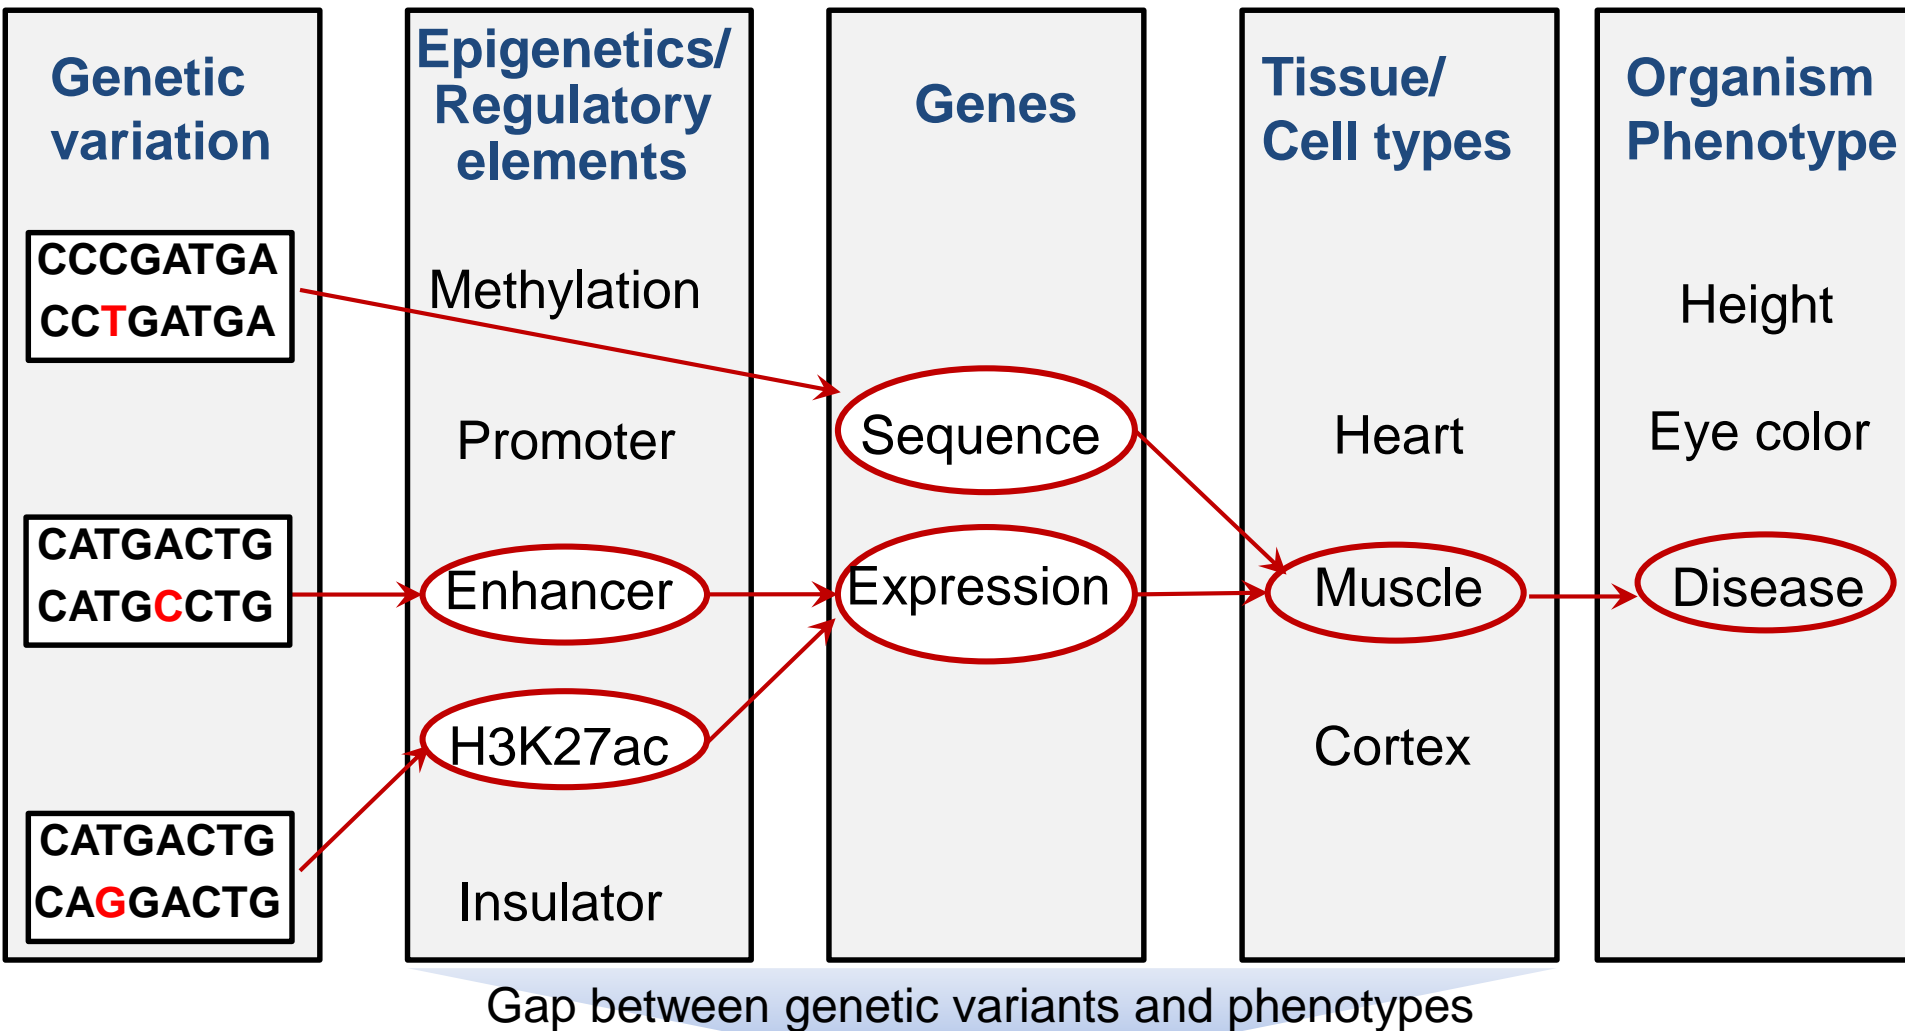 Genetic
variation
CCCGATGA
CCTGATGA
CATGACTG
CATGCCTG
CATGACTG
CAGGACTG
Epigenetics/
Regulatory
elements
Methylation
Promoter
Enhancer
H3K27ac
Insulator
Genes
Sequence
Expression
Tissue/
Cell types
Heart
Muscle
Cortex
Organism
Phenotype
Height
Eye color
Disease
Gap between genetic variants and phenotypes